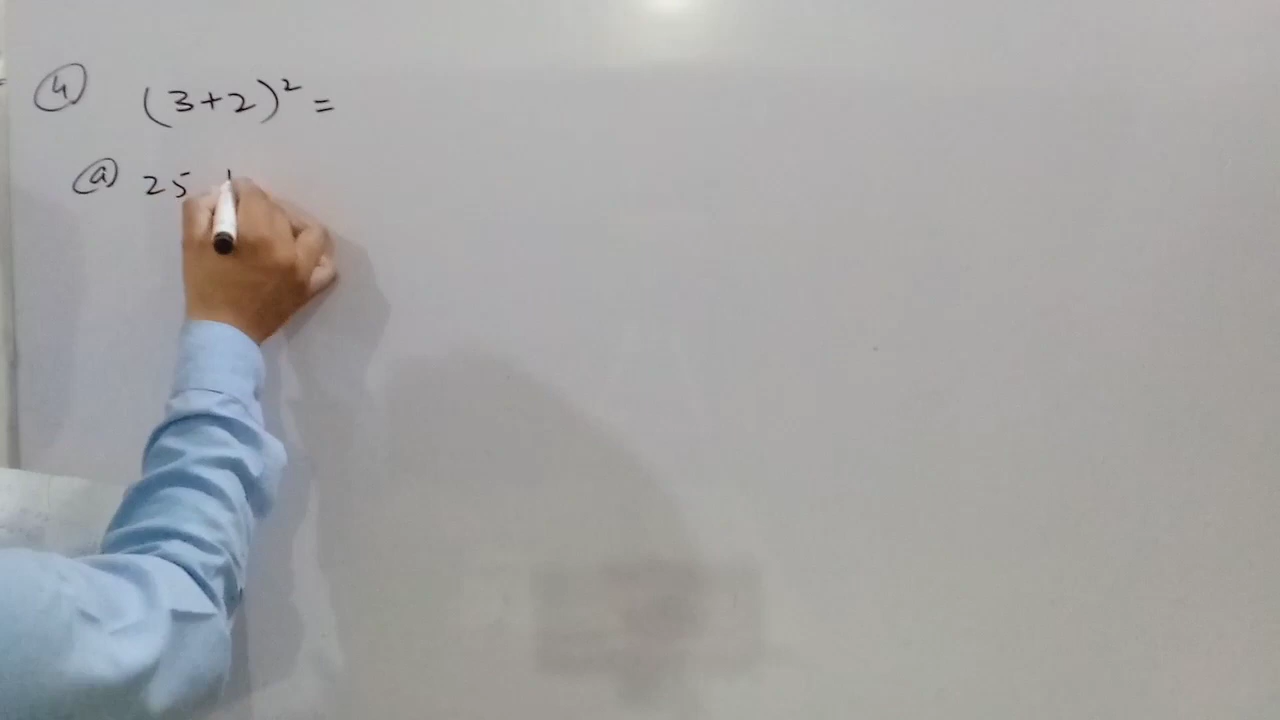 4 (3+2)² =
a 25